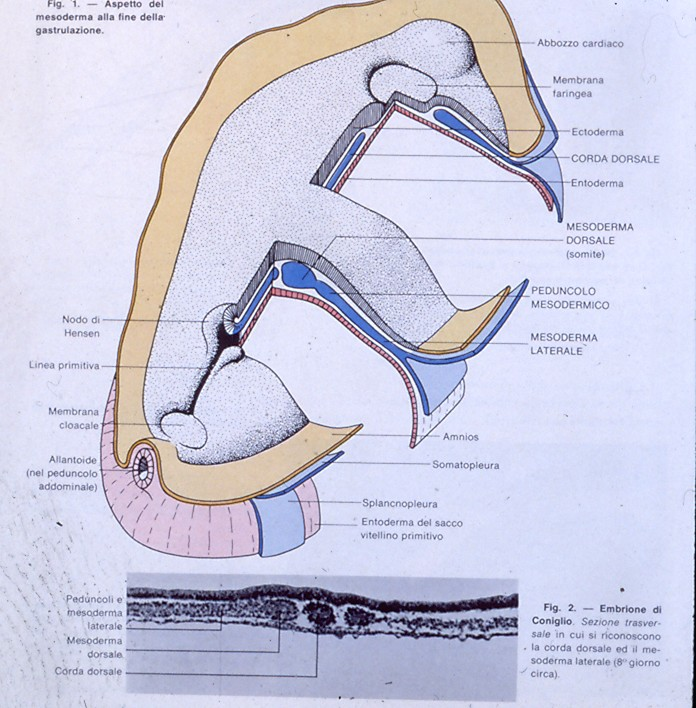 Fig. 1. — Aspetto del
mesoderma alla fine della
gastrulazione.
Abbozzo cardiaco
Membrana
faringea
Ectoderma
CORDA DORSALE
Entoderma
MESODERMA
DORSALE
(somite)
PEDUNCOLO
MESODERMICO
MESODERMA
LATERALE
Nodo di
Hensen
Linea primitiva
Membrana
cloacale
Allantoide
(nel peduncolo
addominale)
Amnios
Somatopleura
Splancnopleura
Entoderma del sacco
vitellino primitivo
Peduncoli e
mesoderma
laterale
Mesoderma
dorsale
Corda dorsale
Fig. 2. — Embrione di
Coniglio. Sezione trasver-
sale in cui si riconoscono
la corda dorsale ed il me-
soderma laterale (8º giorno
circa).